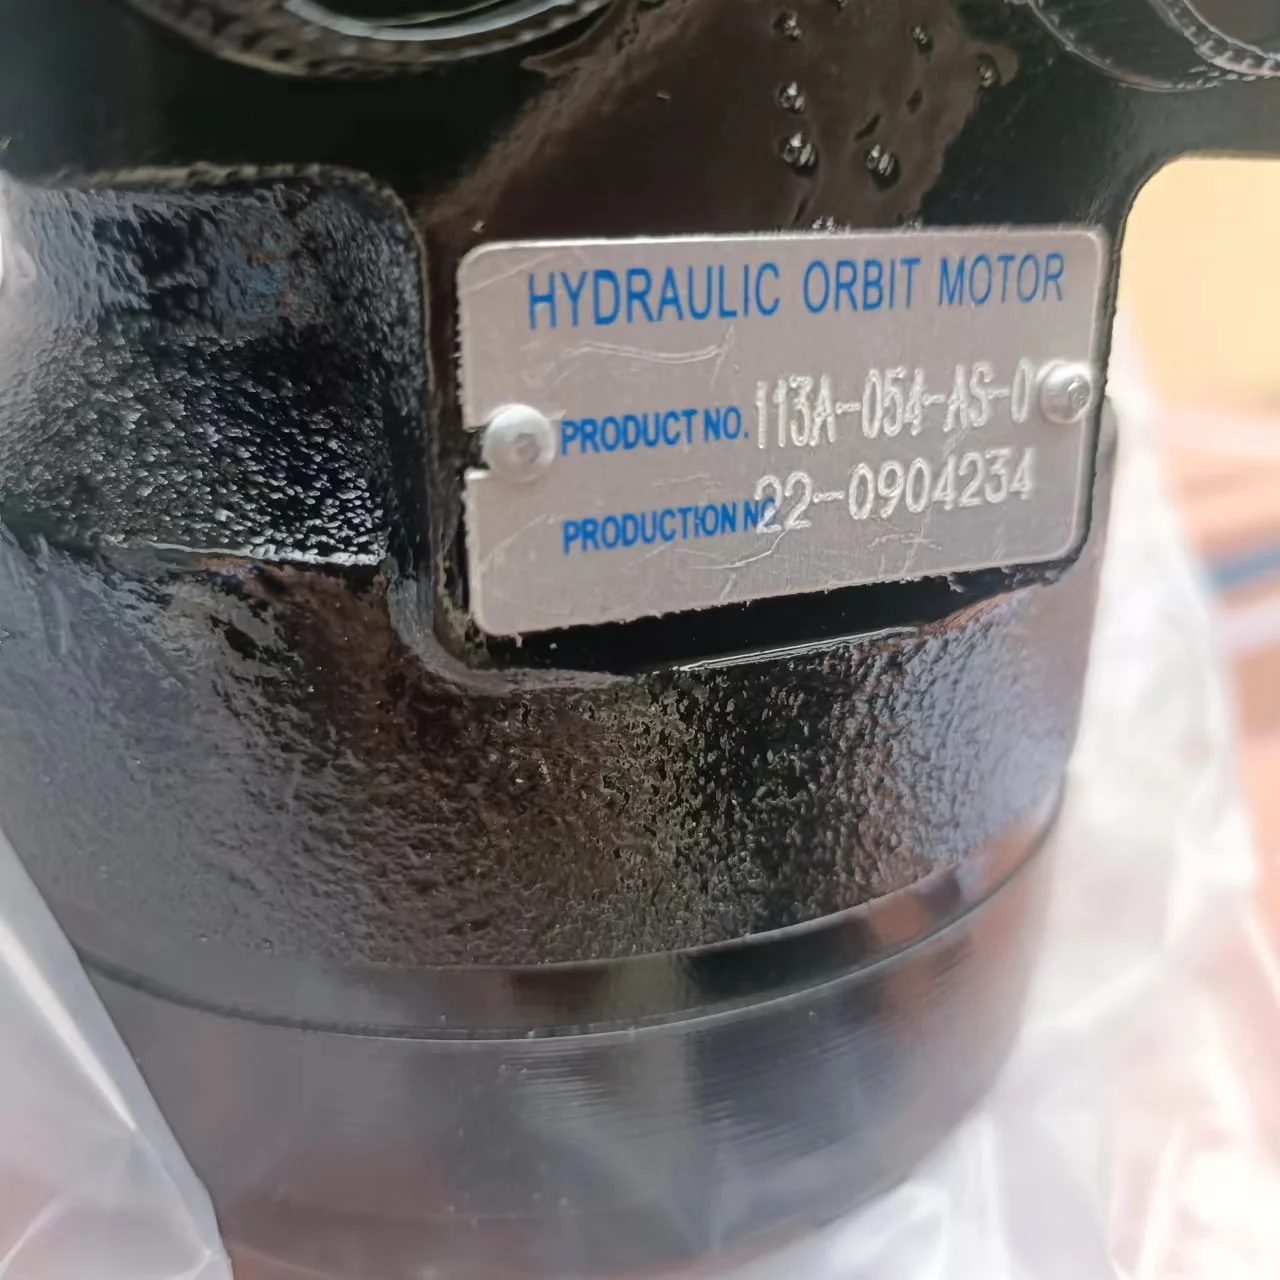 HYDRAULIC ORBIT MOTOR
PRODUCT NO. 113A-054-AS-0
PRODUCTION NO 22-0904234